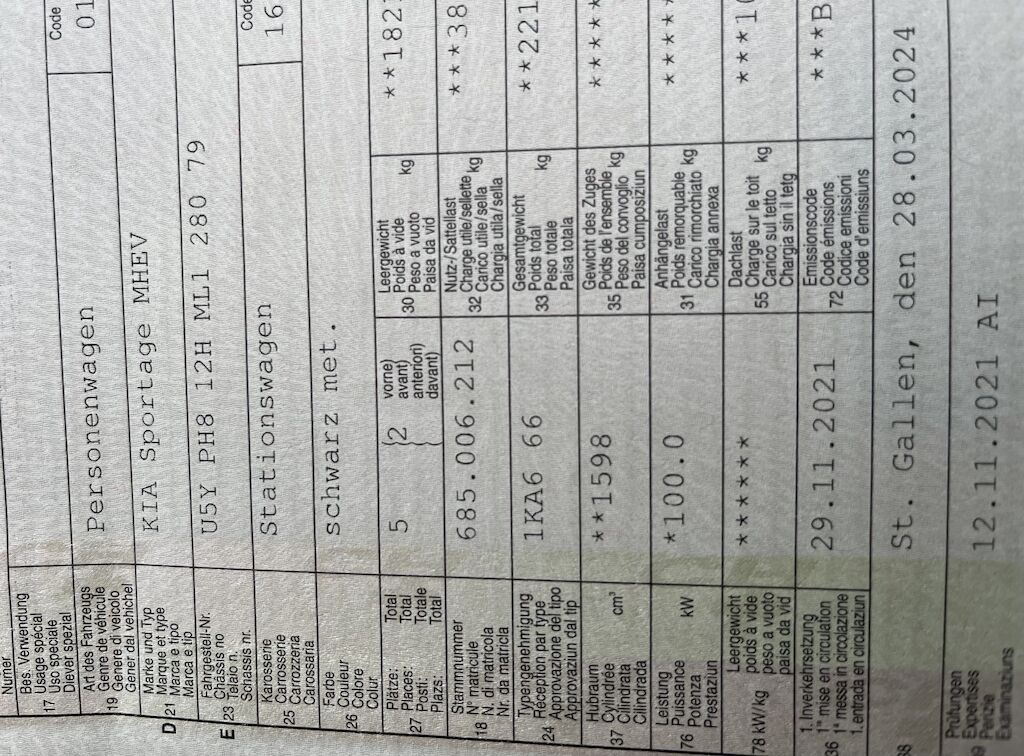 Numer
Bes. Verwendung
Usage spécial
Uso speciale
17 Diever spezial
Code
Art des Fahrzeugs
Genre de véhicule
19 Genere di veicolo
Gener dal vehichel
Personenwagen
Code
01
Marke und Typ
D 21 Marque et type
Marca e tipo
Marca e tip
KIA Sportage MHEV
Fahrgestell-Nr.
E 23 Châssis no
Telaio n.
Schassis nr.
U5Y PH8 12H ML1 280 79
Karosserie
25 Carrosserie
Carrozzeria
Carossaria
Stationswagen
Code
16
Farbe
26 Couleur
Colore
Colur
schwarz met.
Plätze: Total
Places: Total
27 Posti: Totale
Plazs: Total
5
(2 vorne)
avant)
anteriori)
davant)
Leergewicht
Poids à vide
30 Peso a vuoto kg
Paisa da vid
**182
Stammnummer
18 N° matricule
N. di matricola
Nr. da matricla
685.006.212
Nutz-/Sattellast
32 Charge utile/sellette kg
Carico utile/sella
Chargia utila/sella
***38
Typengenehmigung
24 Réception par type
Approvazione del tipo
Approvaziun dal tip
1KA6 66
Gesamtgewicht
33 Poids total kg
Peso totale
Paisa totala
**221
Hubraum
37 Cylindrée cm³
Cilindrata
Cilindrada
**1598
Gewicht des Zuges
35 Poids de l'ensemble kg
Peso del convoglio
Paisa cumposiziun
*****
Leistung
76 Puissance kW
Potenza
Prestaziun
*100.0
Anhängelast
Poids remorquable kg
31 Carico rimorchiato
Chargia annexa
*****
Leergewicht
78 kW/kg poids à vide
peso a vuoto
paisa da vid
******
Dachlast
55 Charge sur le toit kg
Carico sul tetto
Chargia sin il tetg
***10
1. Inverkehrsetzung
36 1re mise en circulation
1a messa in circolazione
1. entrada en circulaziun
29.11.2021
Emissionscode
72 Code émissions
Codice emissioni
Code d'emissiuns
***B
St. Gallen, den 28.03.2024
Prüfungen
Expertises
Perizie
Examinaziuns
12.11.2021 AI